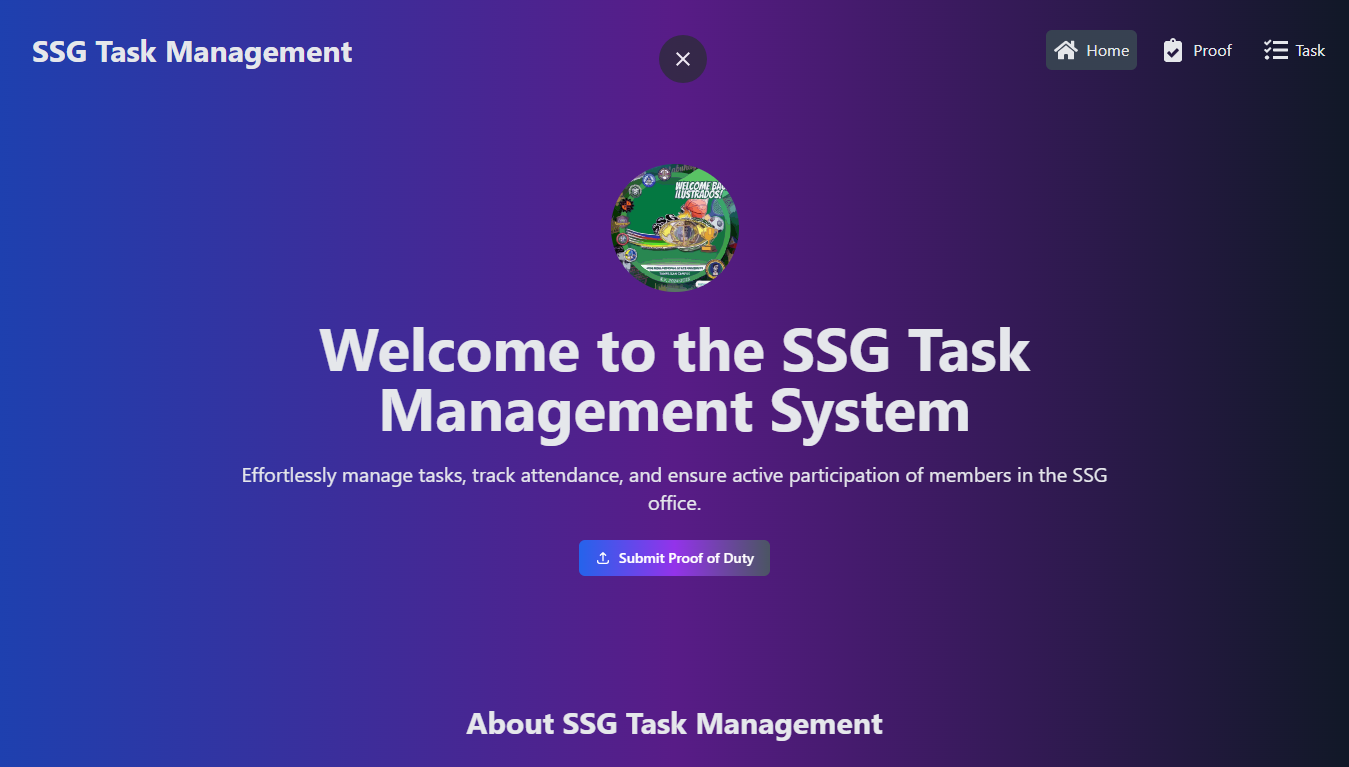 SSG Task Management
Home
Proof
Task
WELCOME BA
ILUSTRADOS!
Welcome to the SSG Task
Management System
Effortlessly manage tasks, track attendance, and ensure active participation of members in the SSG
office.
Submit Proof of Duty
About SSG Task Management